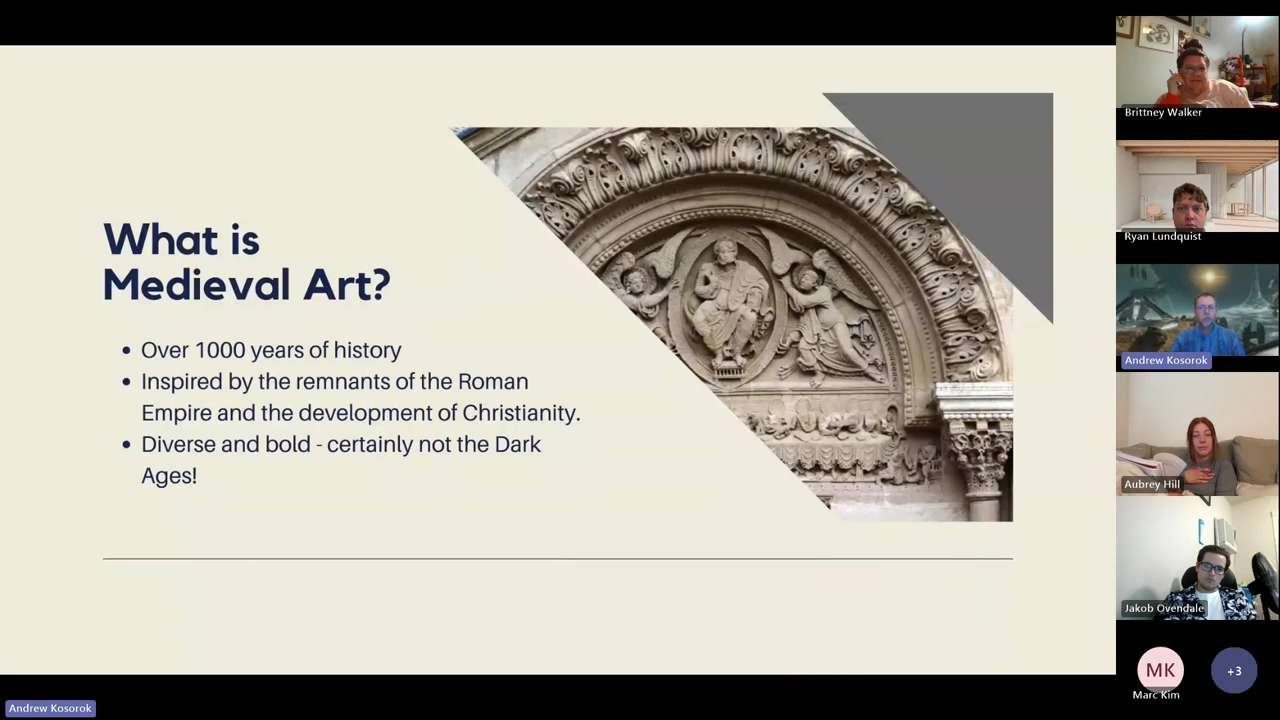 What is
Medieval Art?
Over 1000 years of history
Inspired by the remnants of the Roman
Empire and the development of Christianity.
Diverse and bold - certainly not the Dark
Ages!
Brittney Walker
Ryan Lundquist
Andrew Kosorok
Aubrey Hill
Jakob Ovendale
MK
+3
Marc Kim
Andrew Kosorok